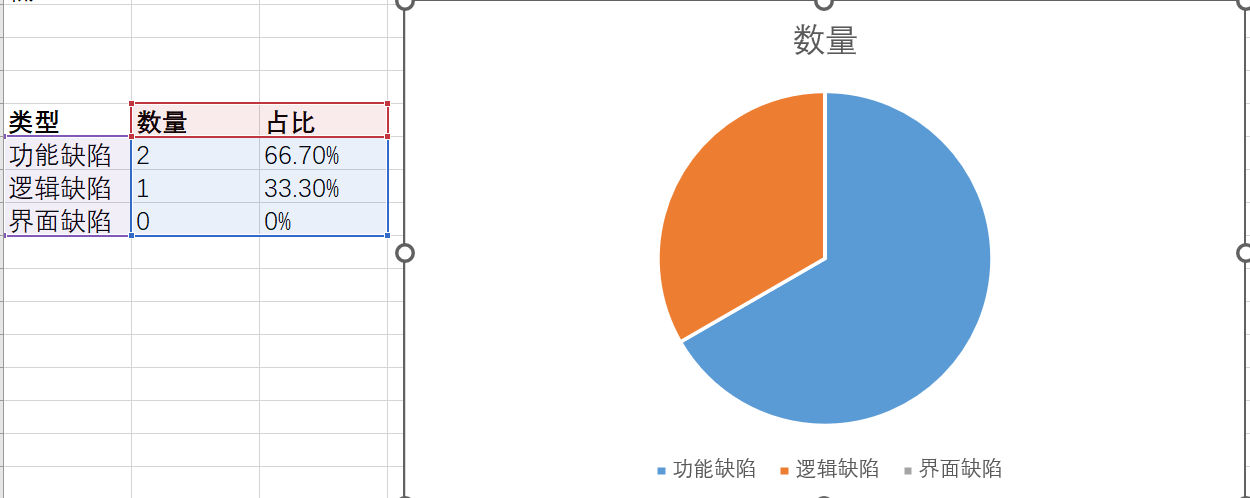 类型 数量 占比
功能缺陷 2 66.70%
逻辑缺陷 1 33.30%
界面缺陷 0 0%
数量
功能缺陷 逻辑缺陷 界面缺陷